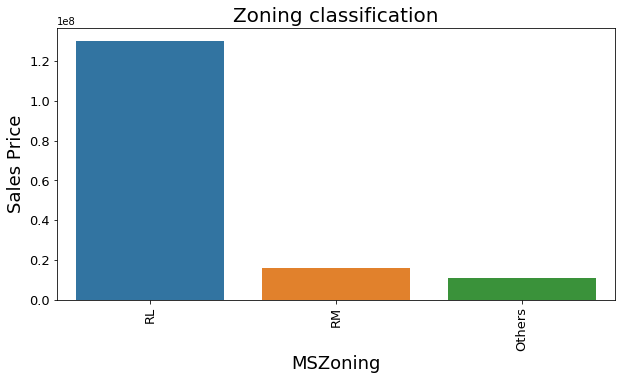 Zoning classification
1e8
Sales Price
1.2
1.0
0.8
0.6
0.4
0.2
0.0
RL
RM
Others
MSZoning